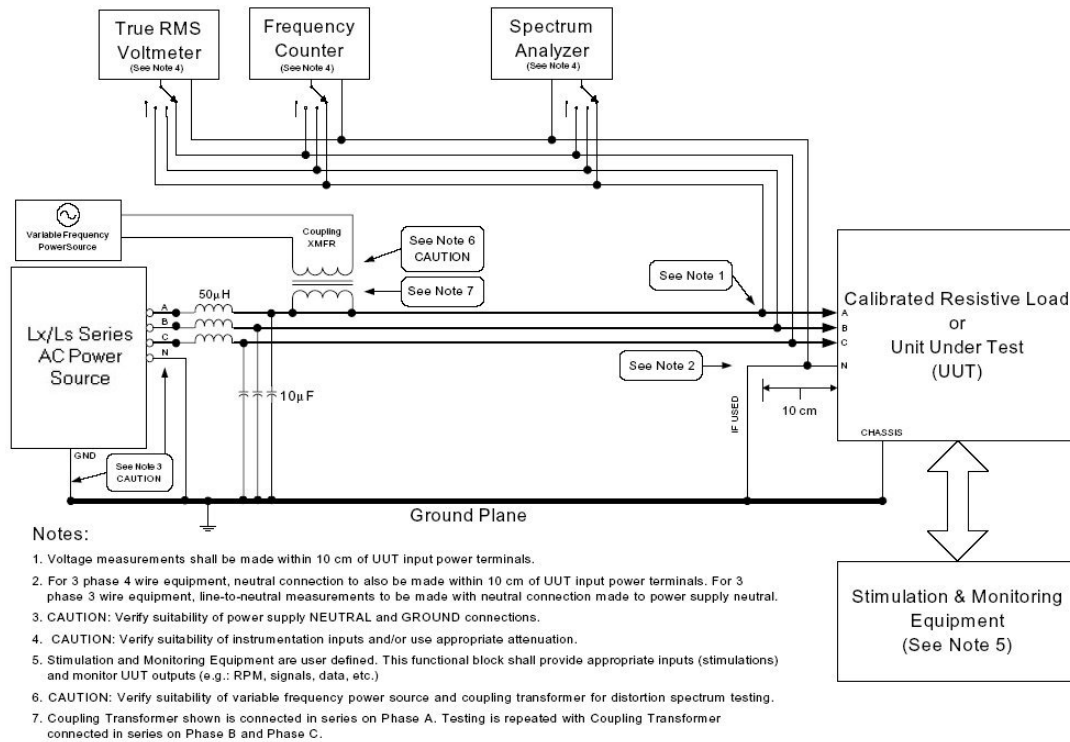 True RMS
Voltmeter
(See Note 4)
Frequency
Counter
(See Note 4)
Spectrum
Analyzer
(See Note 4)
Variable Frequency
PowerSource
Coupling
XMFR
See Note 6
CAUTION
See Note 7
See Note 1
50μH
A
B
C
N
Lx/Ls Series
AC Power
Source
Calibrated Resistive Load
or
Unit Under Test
(UUT)
A
B
C
N
See Note 2
10μF
10 cm
IF USED
CHASSIS
GND
See Note 3
CAUTION
Ground Plane
Stimulation & Monitoring
Equipment
(See Note 5)
Notes:
1. Voltage measurements shall be made within 10 cm of UUT input power terminals.
2. For 3 phase 4 wire equipment, neutral connection to also be made within 10 cm of UUT input power terminals. For 3
phase 3 wire equipment, line-to-neutral measurements to be made with neutral connection made to power supply neutral.
3. CAUTION: Verify suitability of power supply NEUTRAL and GROUND connections.
4. CAUTION: Verify suitability of instrumentation inputs and/or use appropriate attenuation.
5. Stimulation and Monitoring Equipment are user defined. This functional block shall provide appropriate inputs (stimulations)
and monitor UUT outputs (e.g.: RPM, signals, data, etc.)
6. CAUTION: Verify suitability of variable frequency power source and coupling transformer for distortion spectrum testing.
7. Coupling Transformer shown is connected in series on Phase A. Testing is repeated with Coupling Transformer
connected in series on Phase B and Phase C.